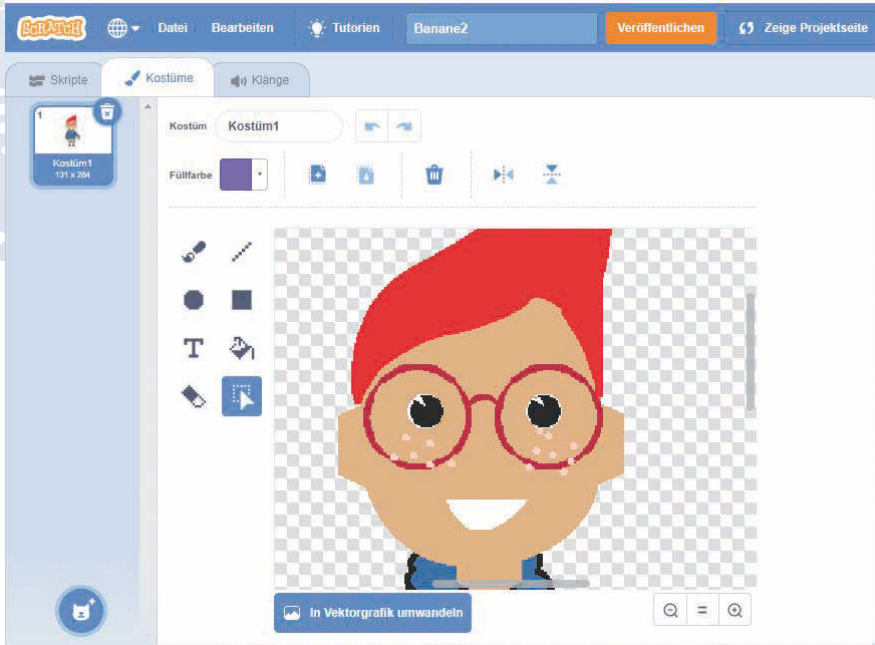 SCRATCH Datei Bearbeiten Tutorien Banane2 Veröffentlichen Zeige Projektseite
Skripte Kostüme Klänge
1
Kostüm1
131 x 284
Kostüm Kostüm1
Füllfarbe
T
In Vektorgrafik umwandeln